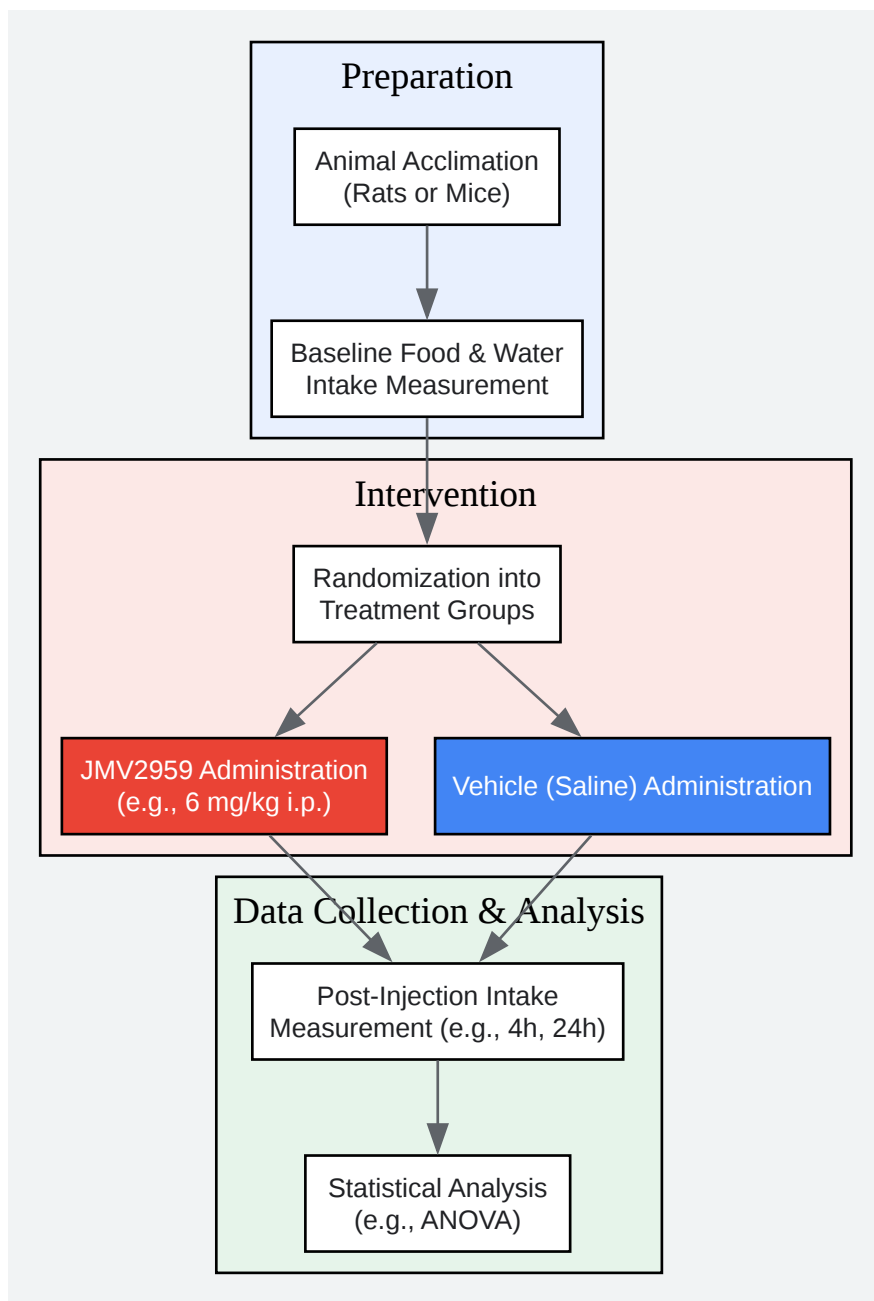 Preparation
Animal Acclimation
(Rats or Mice)
Baseline Food & Water
Intake Measurement
Intervention
Randomization into
Treatment Groups
JMV2959 Administration
(e.g., 6 mg/kg i.p.)
Vehicle (Saline) Administration
Data Collection & Analysis
Post-Injection Intake
Measurement (e.g., 4h, 24h)
Statistical Analysis
(e.g., ANOVA)